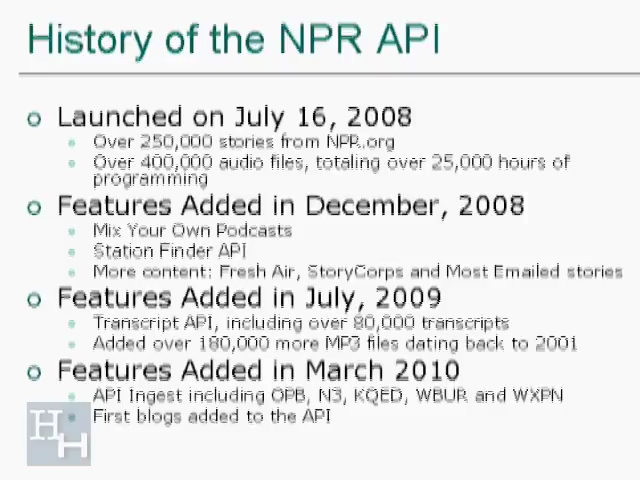 History of the NPR API
Launched on July 16, 2008
Over 250,000 stories from NPR.org
Over 400,000 audio files, totaling over 25,000 hours of
programming
Features Added in December, 2008
Mix Your Own Podcasts
Station Finder API
More content: Fresh Air, StoryCorps and Most Emailed stories
Features Added in July, 2009
Transcript API, including over 80,000 transcripts
Added over 180,000 more MP3 files dating back to 2001
Features Added in March 2010
API Ingest including OPB, N3, KQED, WBUR and WXPN
First blogs added to the API
HH